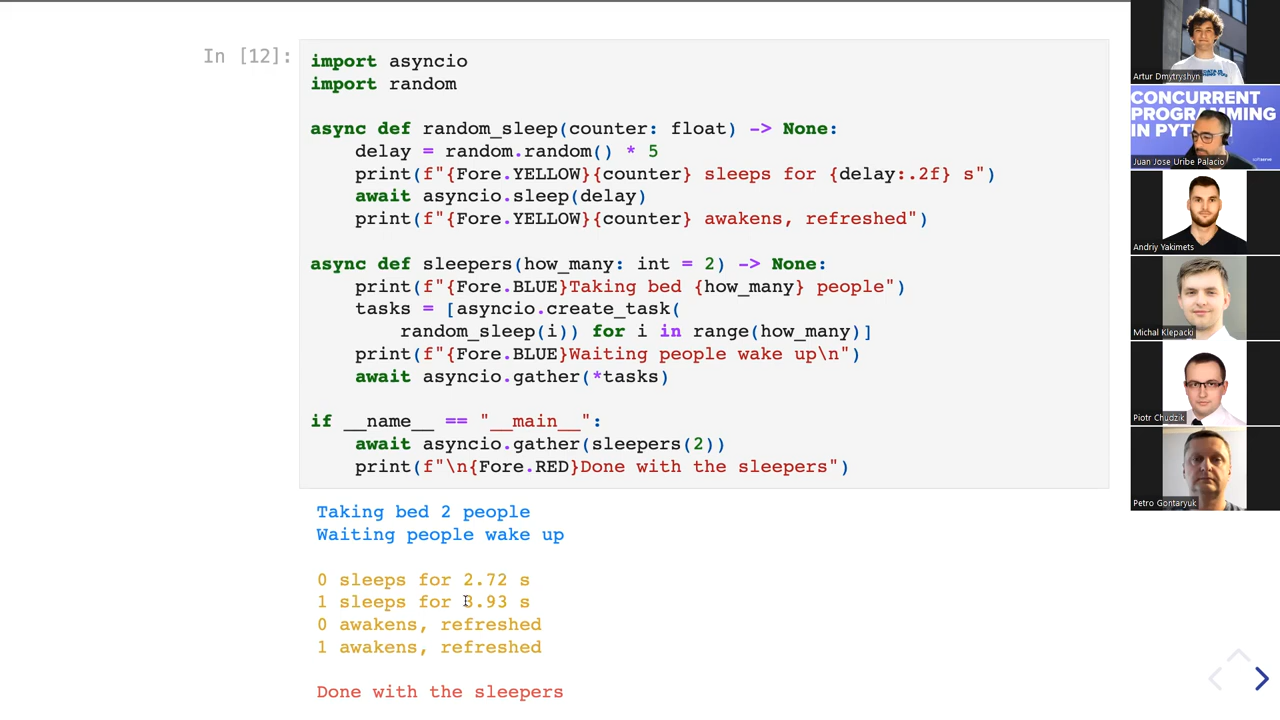 In [12]:
import asyncio
import random
async def random_sleep(counter: float) -> None:
    delay = random.random() * 5
    print(f"{Fore.YELLOW}{counter} sleeps for {delay:.2f} s")
    await asyncio.sleep(delay)
    print(f"{Fore.YELLOW}{counter} awakens, refreshed")
async def sleepers(how_many: int = 2) -> None:
    print(f"{Fore.BLUE}Taking bed {how_many} people")
    tasks = [asyncio.create_task(
        random_sleep(i)) for i in range(how_many)]
    print(f"{Fore.BLUE}Waiting people wake up\n")
    await asyncio.gather(*tasks)
if __name__ == "__main__":
    await asyncio.gather(sleepers(2))
    print(f"\n{Fore.RED}Done with the sleepers")
Taking bed 2 people
Waiting people wake up
0 sleeps for 2.72 s
1 sleeps for 3.93 s
0 awakens, refreshed
1 awakens, refreshed
Done with the sleepers
Artur Dmytryshyn
CONCURRENT
PROGRAMMING
IN PYTHON
softserve
Juan Jose Uribe Palacio
Andriy Yakimets
Michal Klepacki
Piotr Chudzik
Petro Gontaryuk